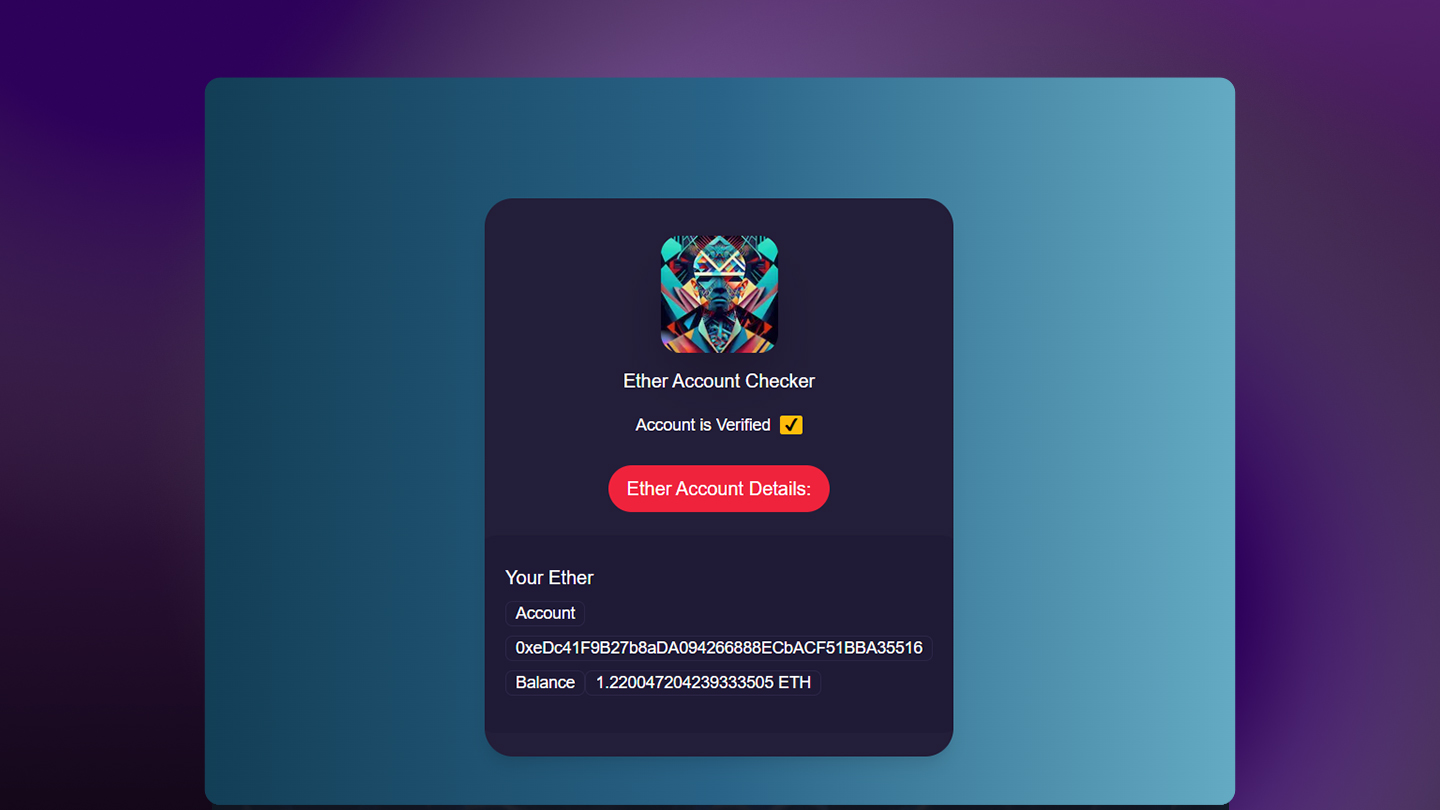 Ether Account Checker
Account is Verified ✔
Ether Account Details:
Your Ether
Account
0xeDc41F9B27b8aDA094266888ECbACF51BBA35516
Balance 1.220047204239333505 ETH